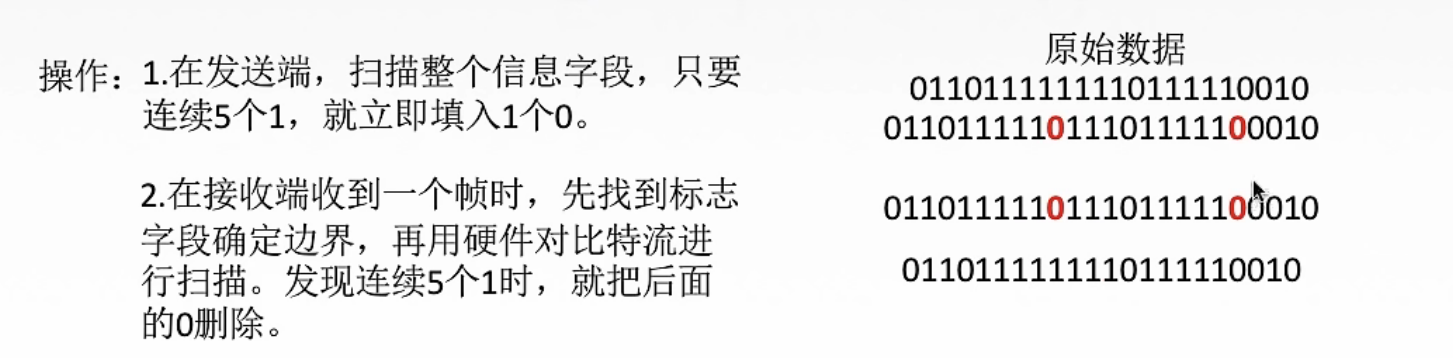 原始数据
操作：1.在发送端，扫描整个信息字段，只要
连续5个1，就立即填入1个0。
0110111111110111110010
011011111011101111100010
2.在接收端收到一个帧时，先找到标志
字段确定边界，再用硬件对比特流进
行扫描。发现连续5个1时，就把后面
的0删除。
011011111011101111100010
0110111111110111110010